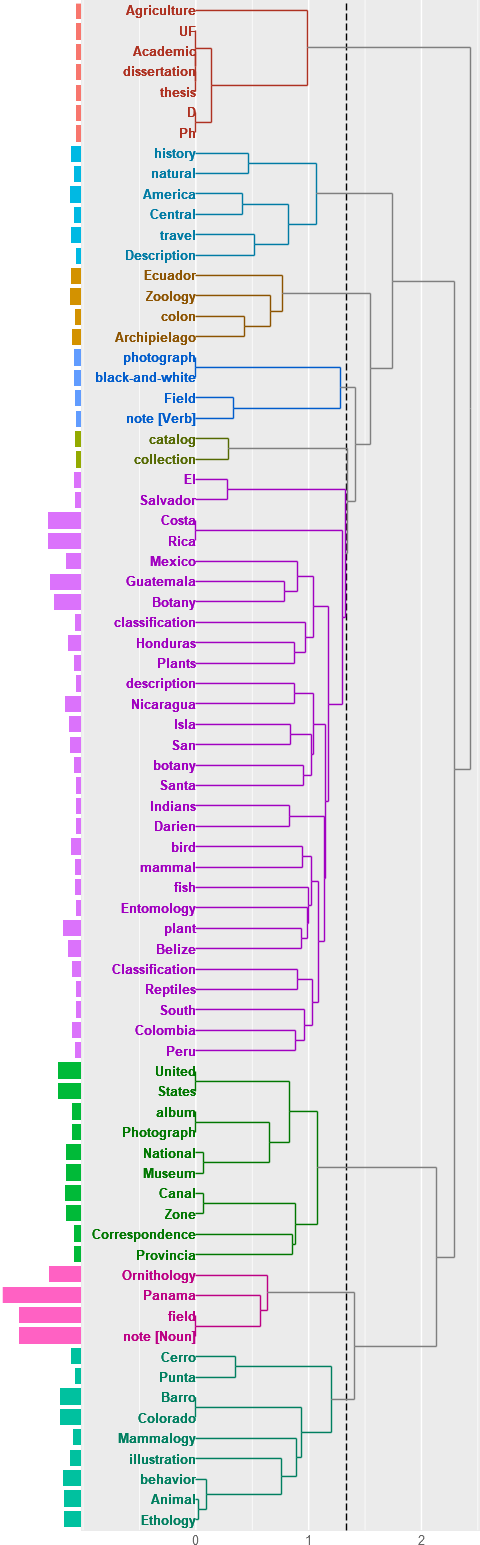 Agriculture
UF
Academic
dissertation
thesis
D
Ph
history
natural
America
Central
travel
Description
Ecuador
Zoology
colon
Archipielago
photograph
black-and-white
Field
note [Verb]
catalog
collection
El
Salvador
Costa
Rica
Mexico
Guatemala
Botany
classification
Honduras
Plants
description
Nicaragua
Isla
San
botany
Santa
Indians
Darien
bird
mammal
fish
Entomology
plant
Belize
Classification
Reptiles
South
Colombia
Peru
United
States
album
Photograph
National
Museum
Canal
Zone
Correspondence
Provincia
Ornithology
Panama
field
note [Noun]
Cerro
Punta
Barro
Colorado
Mammalogy
illustration
behavior
Animal
Ethology
0 1 2